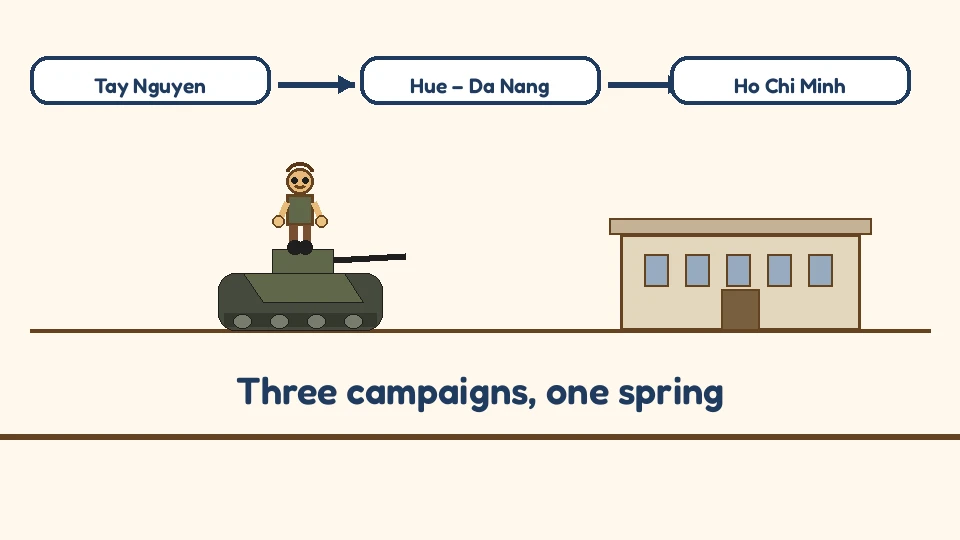 Tay Nguyen
Hue – Da Nang
Ho Chi Minh
Three campaigns, one spring